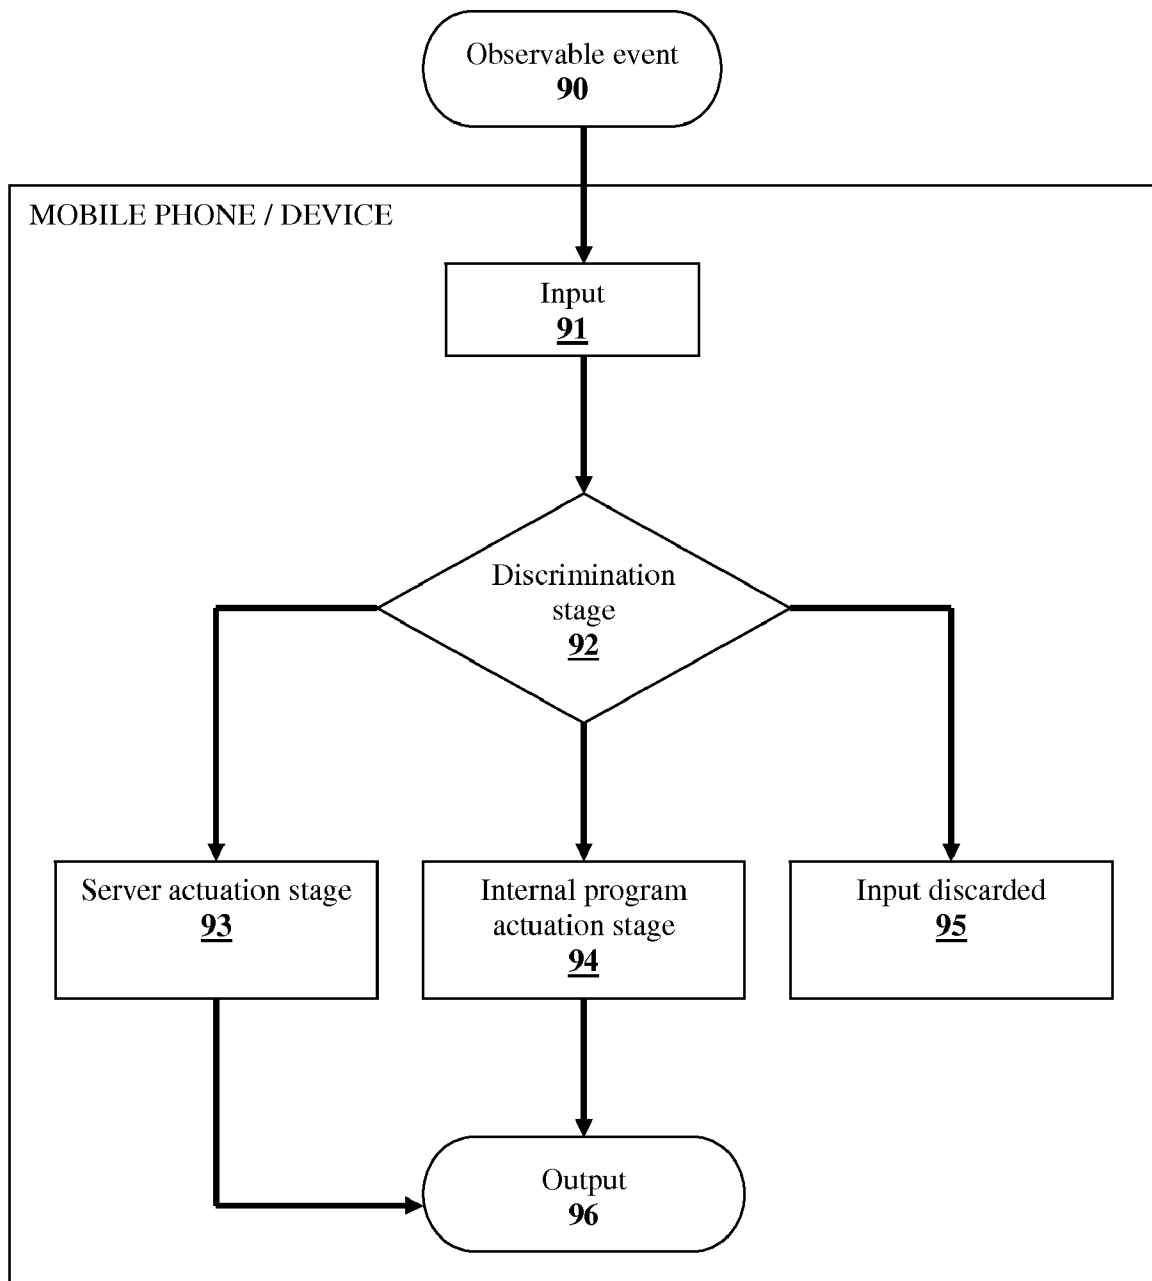 Observable event
90
MOBILE PHONE / DEVICE
Input
91
Discrimination
stage
92
Server actuation stage
93
Internal program
actuation stage
94
Input discarded
95
Output
96